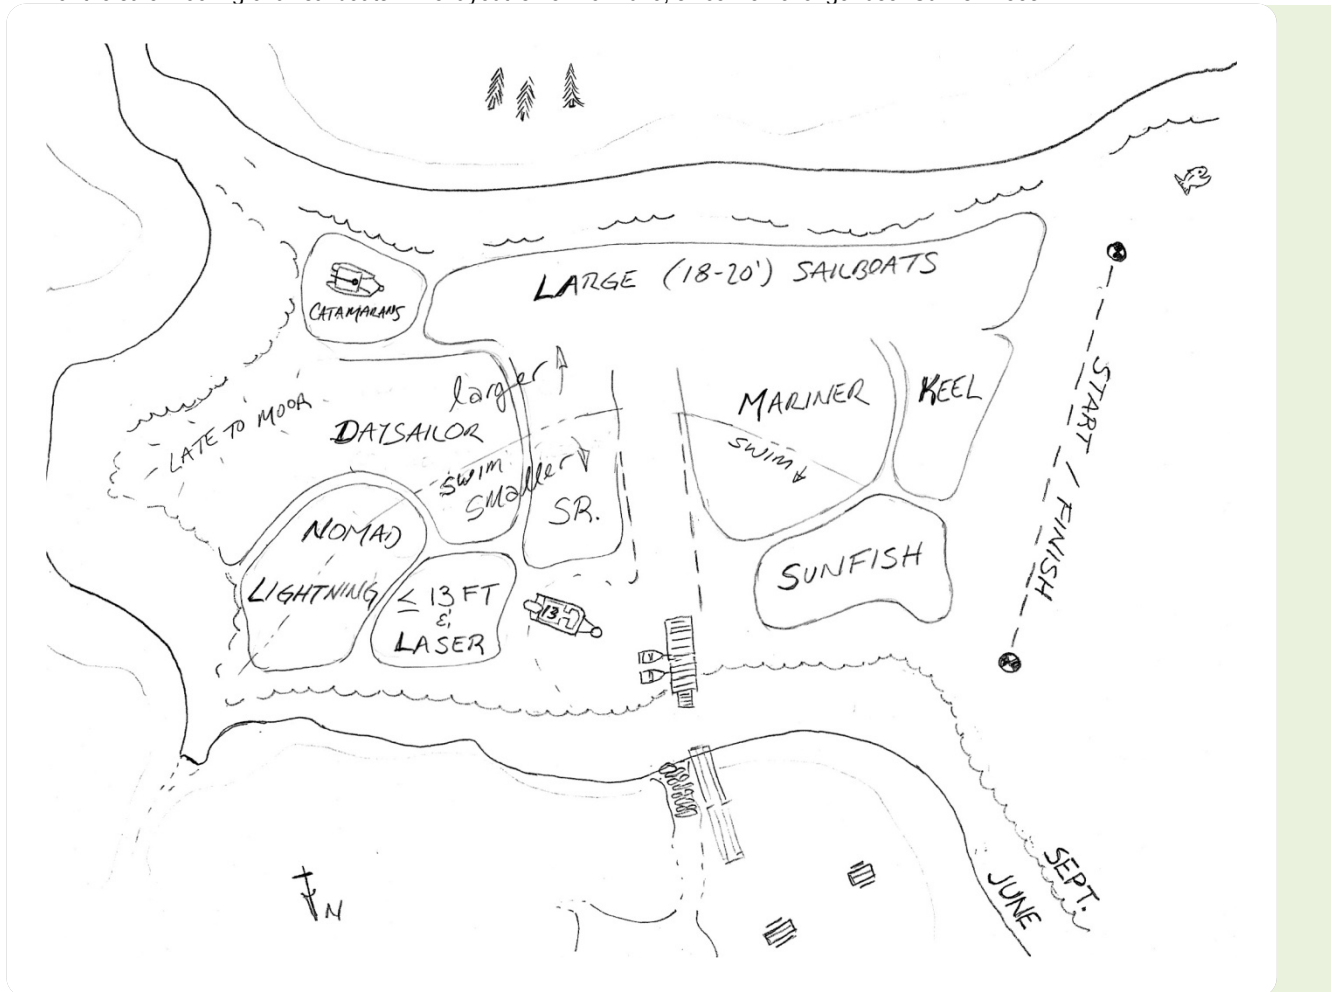 LARGE (18-20') SAILBOATS
CATAMARANS
larger
MARINER
KEEL
LATE TO MOOR
DAYSAILOR
SWIM
SWIM
smaller
SR.
START / FINISH
NOMAD
LIGHTNING
≤ 13 FT
&
LASER
13
SUNFISH
SEPT.
JUNE
N